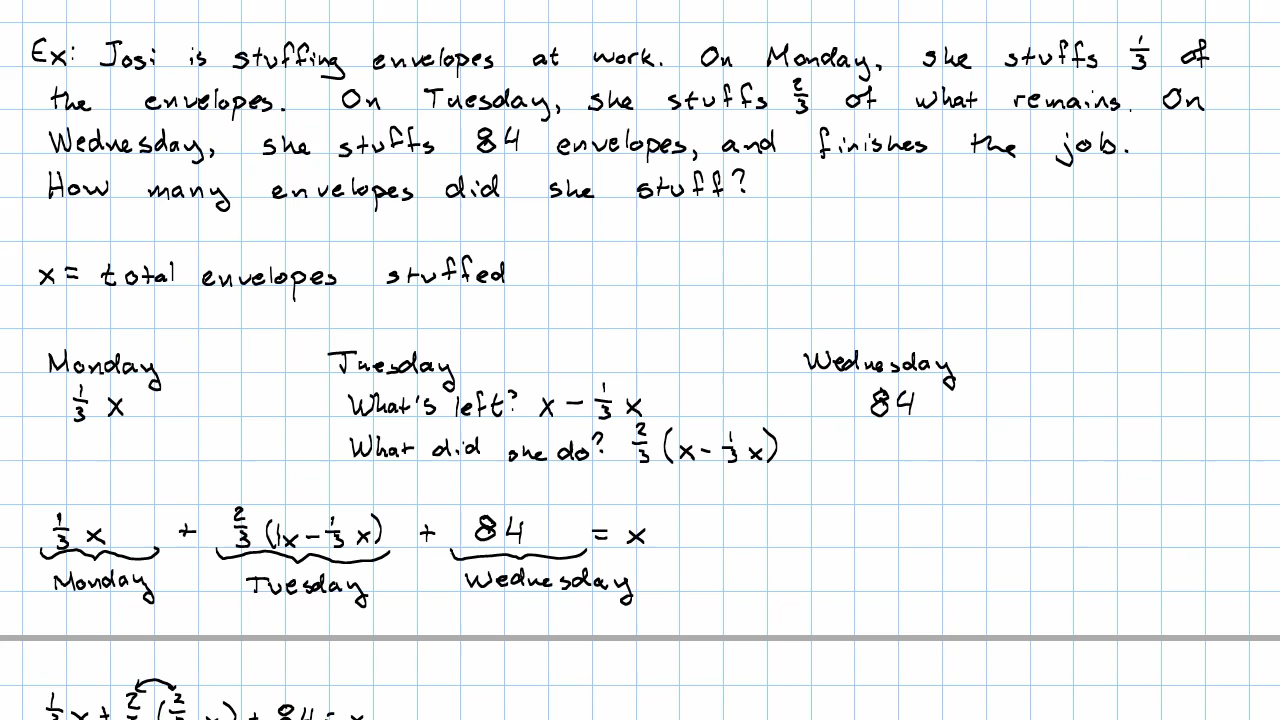 Ex: Josi is stuffing envelopes at work. On Monday, she stuffs 1/3 of
the envelopes. On Tuesday, she stuffs 2/3 of what remains. On
Wednesday, she stuffs 84 envelopes, and finishes the job.
How many envelopes did she stuff?
x = total envelopes stuffed
Monday Tuesday Wednesday
1/3 x What's left? x - 1/3 x 84
What did she do? 2/3 (x - 1/3 x)
1/3 x + 2/3 (1x - 1/3 x) + 84 = x
Monday Tuesday Wednesday
x + 2 (2 x) + 84 = x